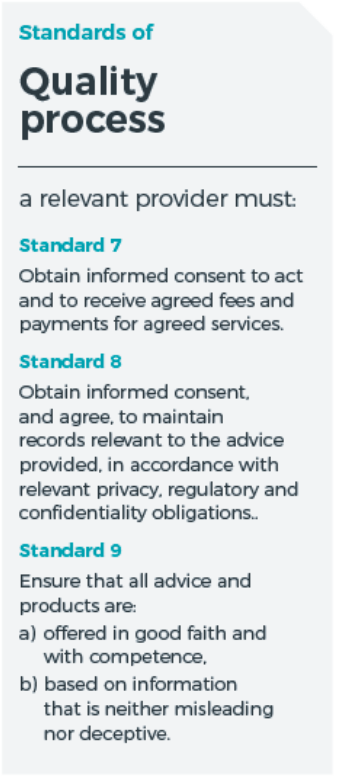 Standards of
Quality
process
a relevant provider must:
Standard 7
Obtain informed consent to act
and to receive agreed fees and
payments for agreed services.
Standard 8
Obtain informed consent,
and agree, to maintain
records relevant to the advice
provided, in accordance with
relevant privacy, regulatory and
confidentiality obligations..
Standard 9
Ensure that all advice and
products are:
a) offered in good faith and
with competence,
b) based on information
that is neither misleading
nor deceptive.